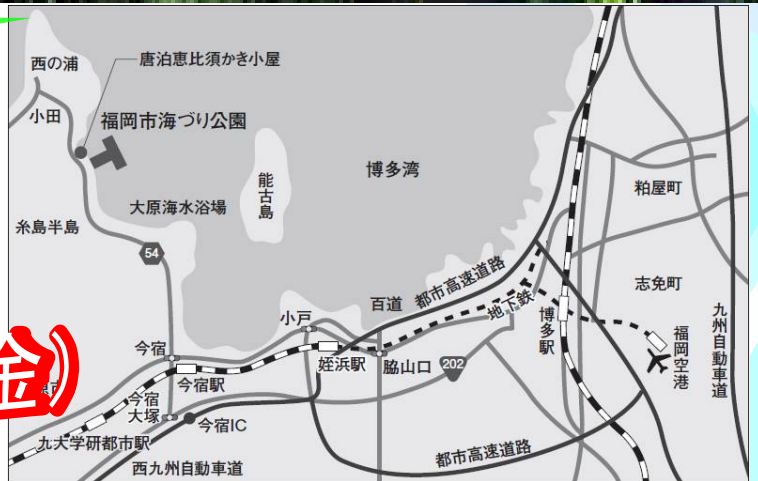 西の浦
唐泊恵比須かき小屋
小田
福岡市海づり公園
博多湾
能古島
大原海水浴場
糸島半島
54
粕屋町
志免町
都市高速道路
百道
地下鉄
小戸
博多駅
九州自動車道
福岡空港
今宿
姪浜駅
脇山口
202
今宿駅
金)
今宿
大塚
今宿IC
九大学研都市駅
都市高速道路
西九州自動車道